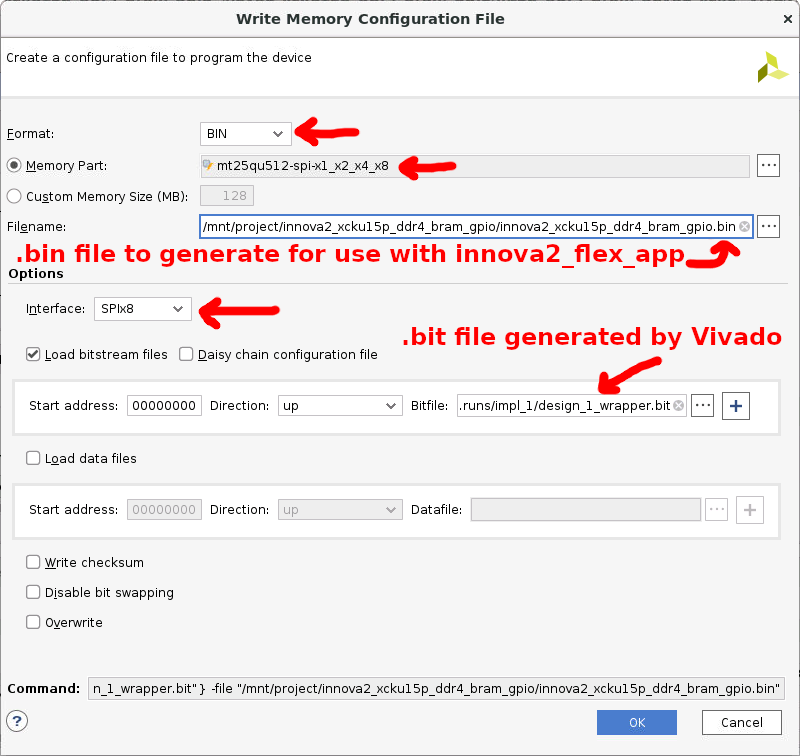 Write Memory Configuration File ×
Create a configuration file to program the device
Format: BIN
Memory Part: mt25qu512-spi-x1_x2_x4_x8 ...
Custom Memory Size (MB): 128
Filename: /mnt/project/innova2_xcku15p_ddr4_bram_gpio/innova2_xcku15p_ddr4_bram_gpio.bin ...
.bin file to generate for use with innova2_flex_app
Options
Interface: SPIx8
.bit file generated by Vivado
Load bitstream files Daisy chain configuration file
Start address: 00000000 Direction: up Bitfile: .runs/impl_1/design_1_wrapper.bit ... +
Load data files
Start address: 00000000 Direction: up Datafile: ... +
Write checksum
Disable bit swapping
Overwrite
Command: n_1_wrapper.bit" } -file "/mnt/project/innova2_xcku15p_ddr4_bram_gpio/innova2_xcku15p_ddr4_bram_gpio.bin"
? OK Cancel